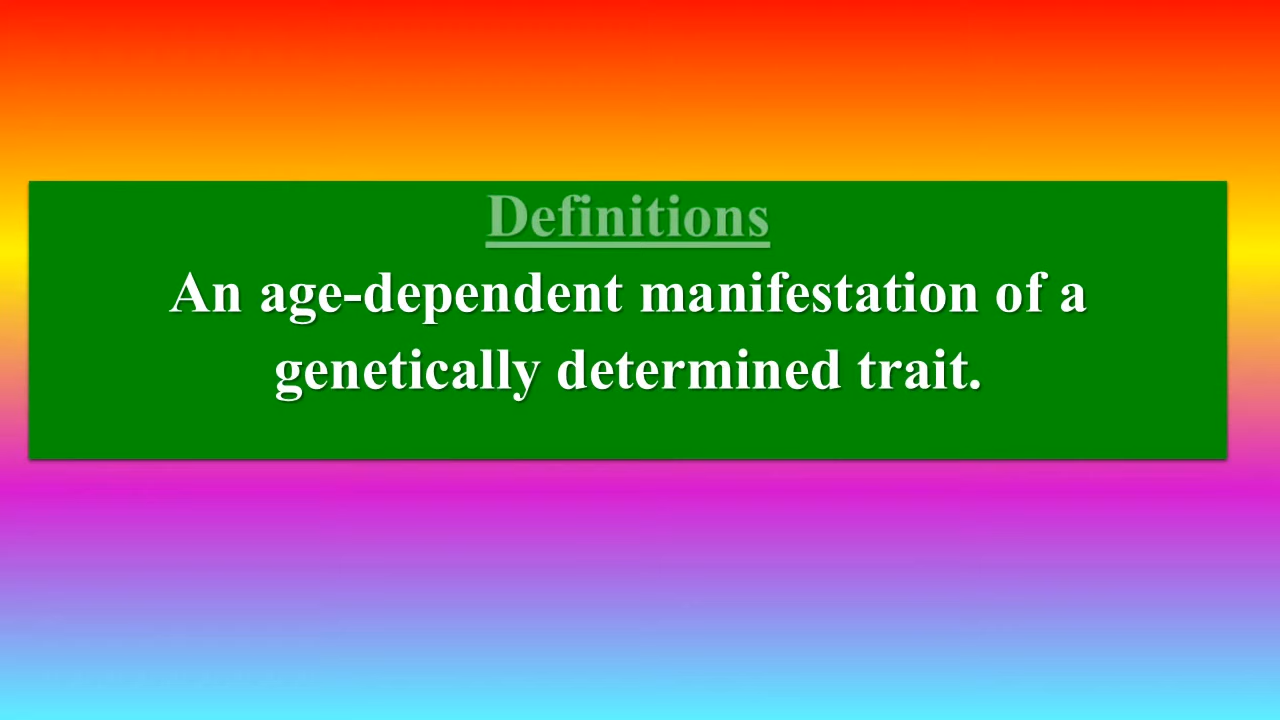 Definitions
An age-dependent manifestation of a
genetically determined trait.